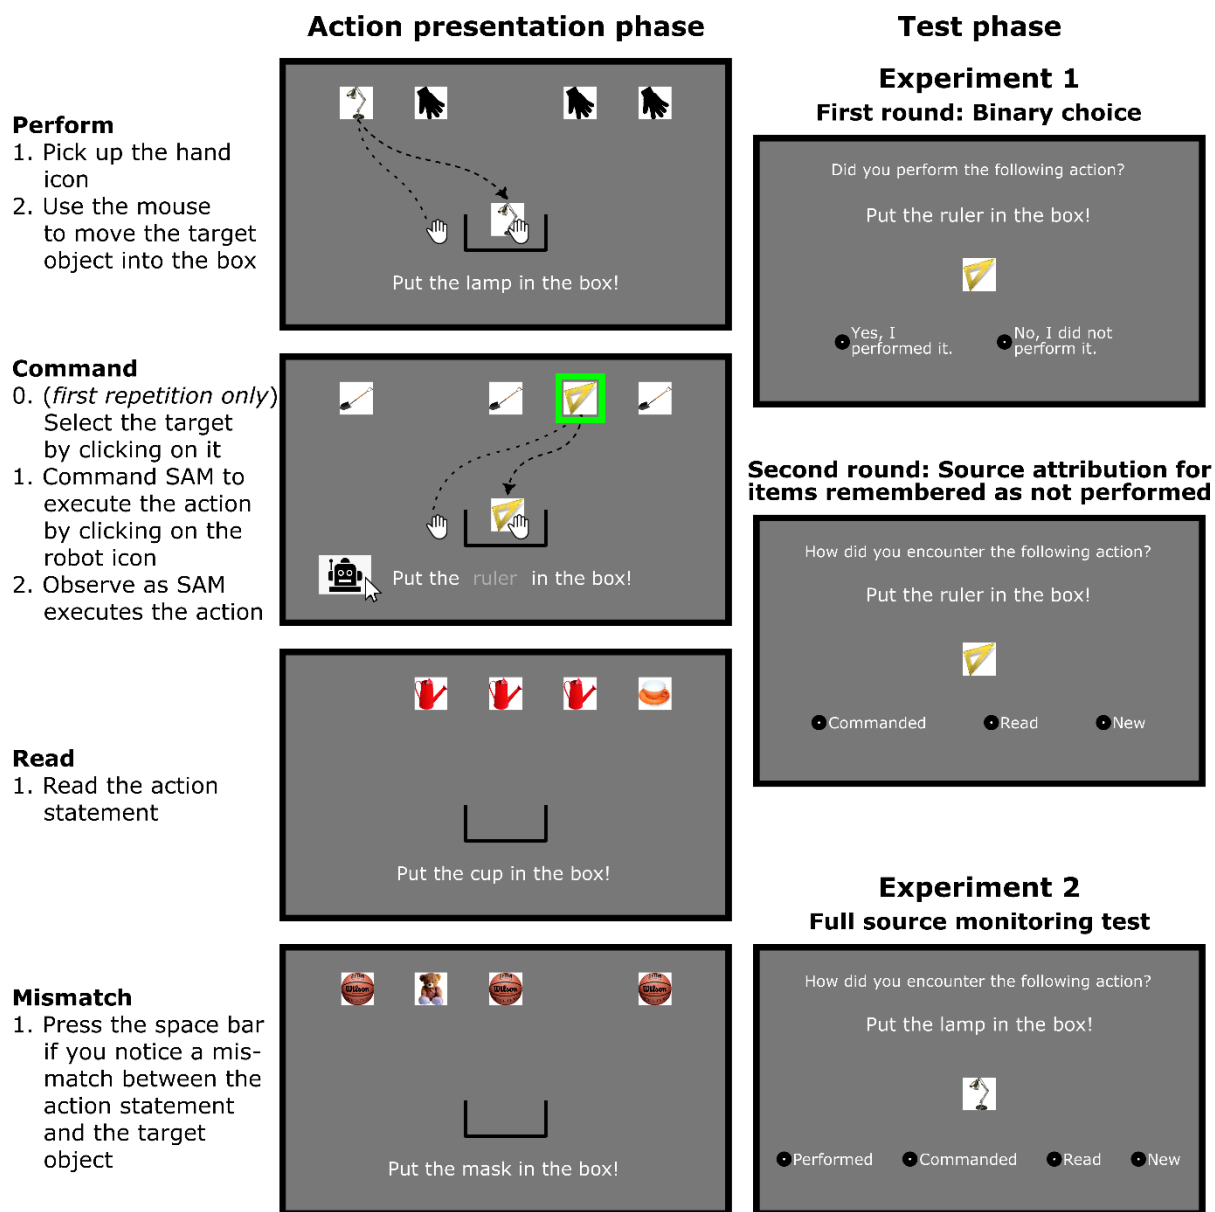 Action presentation phase
Perform
1. Pick up the hand
icon
2. Use the mouse
to move the target
object into the box
Put the lamp in the box!
Command
0. (first repetition only)
Select the target
by clicking on it
1. Command SAM to
execute the action
by clicking on the
robot icon
2. Observe as SAM
executes the action
Put the ruler in the box!
Read
1. Read the action
statement
Put the cup in the box!
Mismatch
1. Press the space bar
if you notice a mis-
match between the
action statement
and the target
object
Wilson
Wilson
Wilson
Put the mask in the box!
Test phase
Experiment 1
First round: Binary choice
Did you perform the following action?
Put the ruler in the box!
Yes, I
performed it.
No, I did not
perform it.
Second round: Source attribution for
items remembered as not performed
How did you encounter the following action?
Put the ruler in the box!
Commanded Read New
Experiment 2
Full source monitoring test
How did you encounter the following action?
Put the lamp in the box!
Performed Commanded Read New